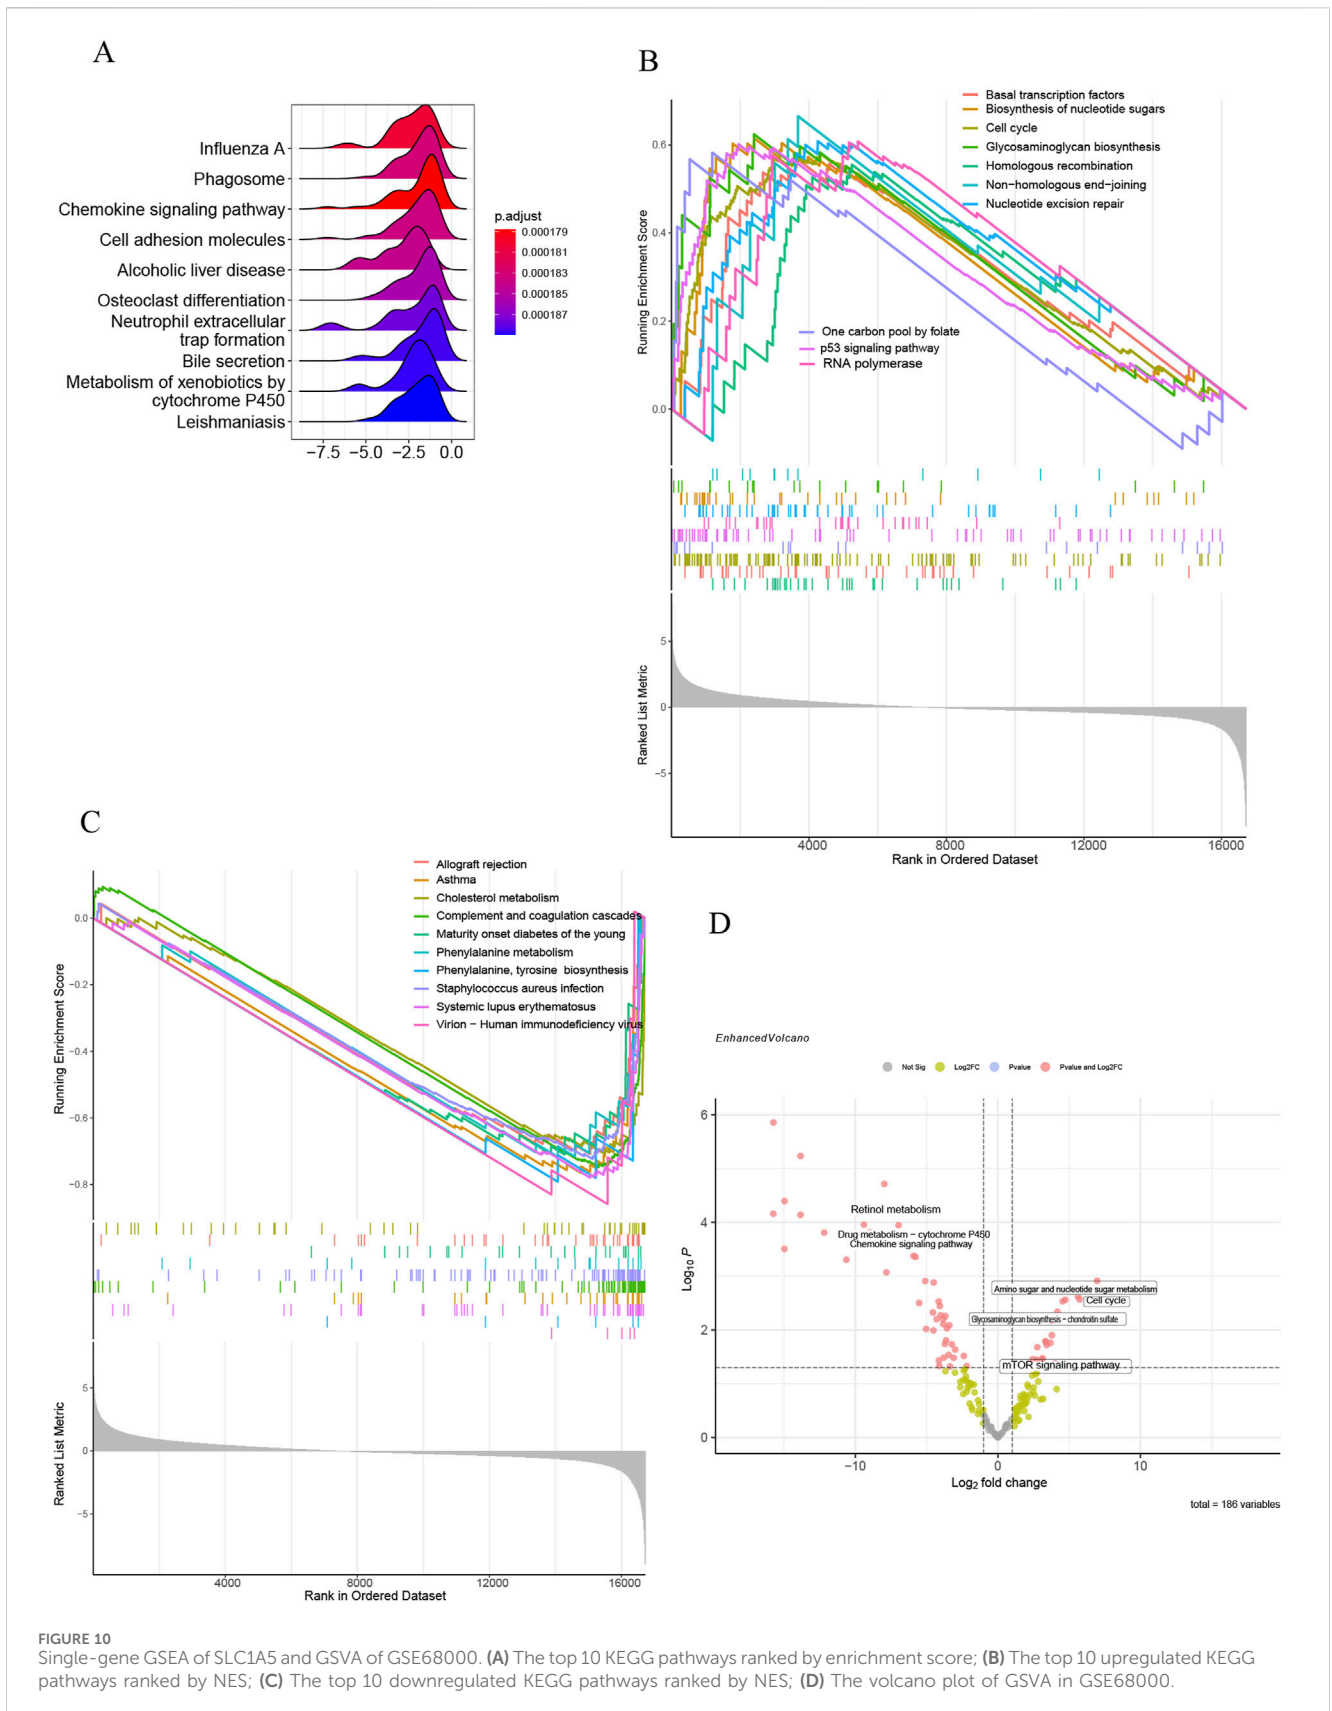 A
Influenza A
Phagosome
Chemokine signaling pathway
Cell adhesion molecules
Alcoholic liver disease
Osteoclast differentiation
Neutrophil extracellular
trap formation
Bile secretion
Metabolism of xenobiotics by
cytochrome P450
Leishmaniasis
−7.5 −5.0 −2.5 0.0
p.adjust
0.000179
0.000181
0.000183
0.000185
0.000187
B
Running Enrichment Score
0.6
0.4
0.2
0.0
Basal transcription factors
Biosynthesis of nucleotide sugars
Cell cycle
Glycosaminoglycan biosynthesis
Homologous recombination
Non−homologous end−joining
Nucleotide excision repair
One carbon pool by folate
p53 signaling pathway
RNA polymerase
Ranked List Metric
5
0
−5
4000 8000 12000 16000
Rank in Ordered Dataset
C
Running Enrichment Score
0.0
−0.2
−0.4
−0.6
−0.8
Allograft rejection
Asthma
Cholesterol metabolism
Complement and coagulation cascades
Maturity onset diabetes of the young
Phenylalanine metabolism
Phenylalanine, tyrosine biosynthesis
Staphylococcus aureus infection
Systemic lupus erythematosus
Virion − Human immunodeficiency virus
Ranked List Metric
5
0
−5
4000 8000 12000 16000
Rank in Ordered Dataset
D
EnhancedVolcano
Not Sig Log2FC Pvalue Pvalue and Log2FC
Log10 P
6
4
2
0
Retinol metabolism
Drug metabolism − cytochrome P450
Chemokine signaling pathway
Amino sugar and nucleotide sugar metabolism
Cell cycle
Glycosaminoglycan biosynthesis − chondroitin sulfate
mTOR signaling pathway
−10 0 10
Log2 fold change
total = 186 variables
FIGURE 10
Single-gene GSEA of SLC1A5 and GSVA of GSE68000. (A) The top 10 KEGG pathways ranked by enrichment score; (B) The top 10 upregulated KEGG
pathways ranked by NES; (C) The top 10 downregulated KEGG pathways ranked by NES; (D) The volcano plot of GSVA in GSE68000.